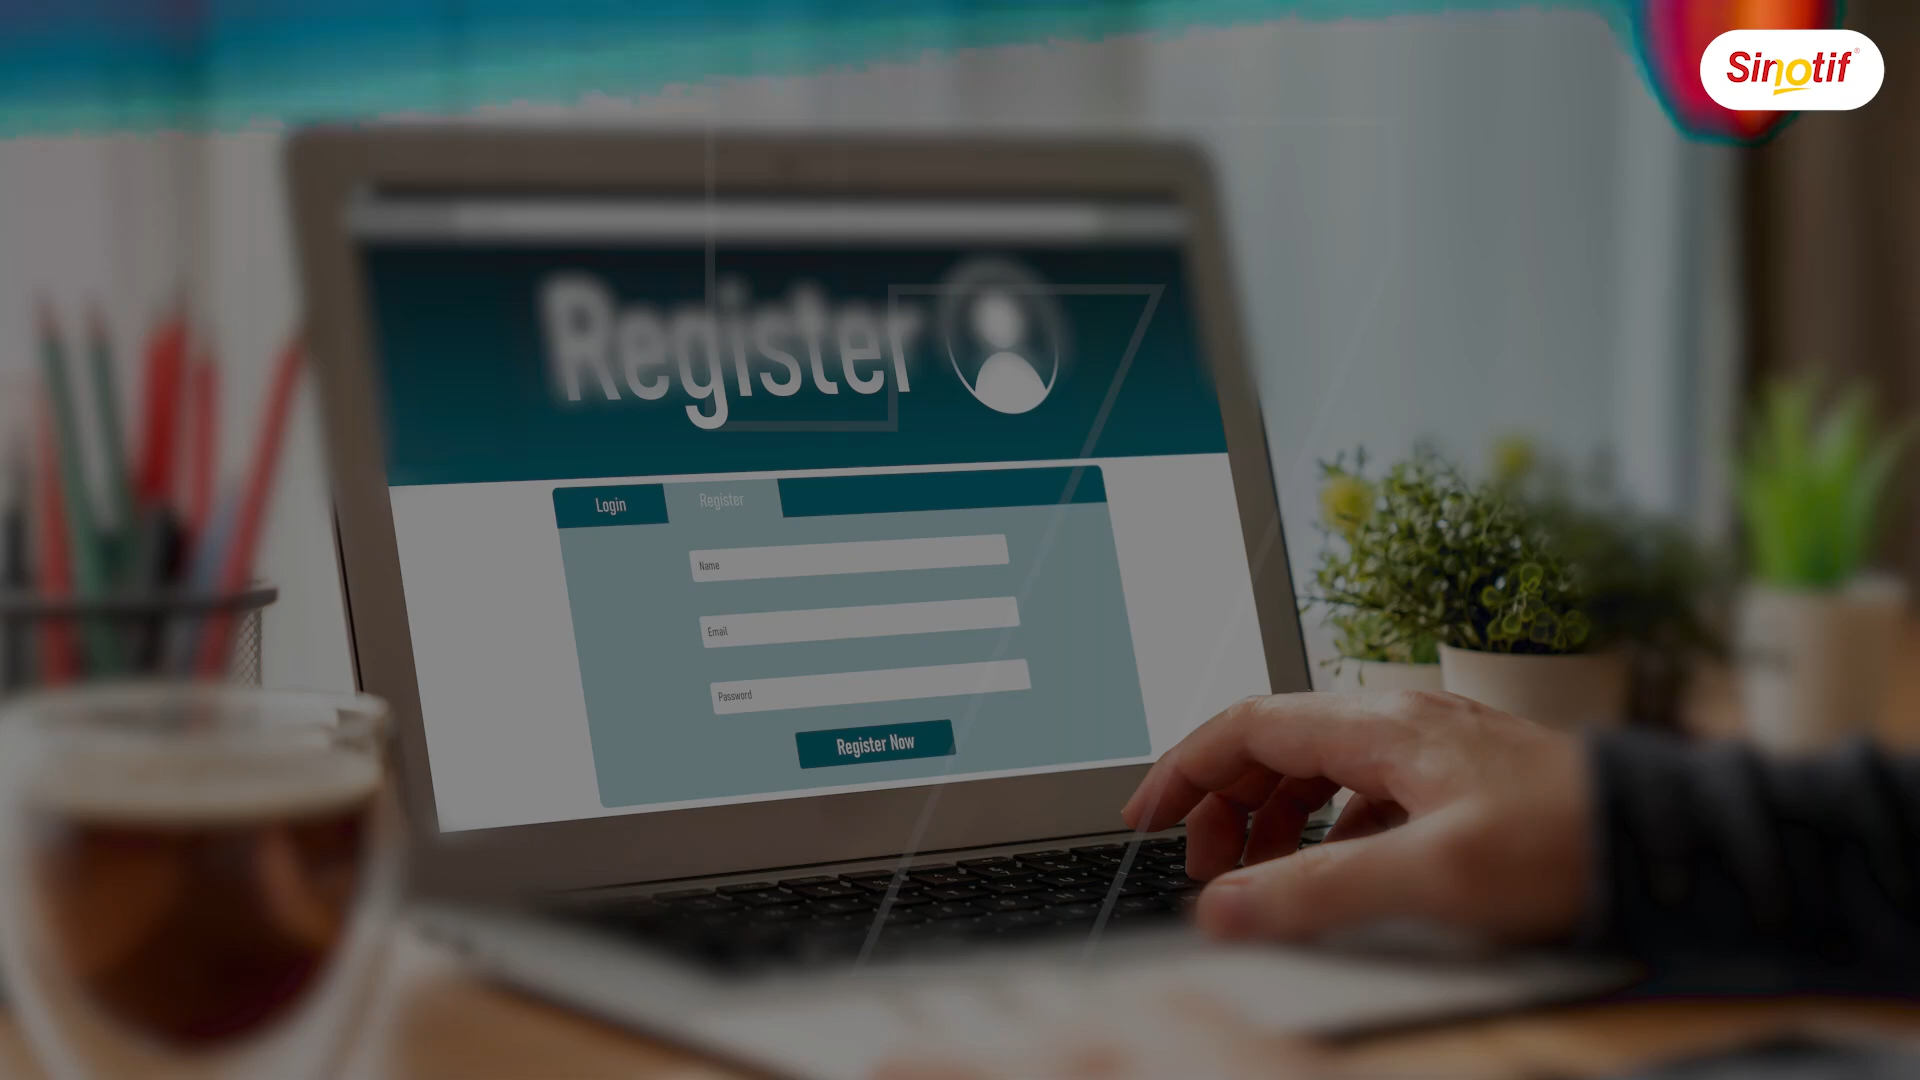 Sinotif®
Register
Login
Register
Name
Email
Password
Register Now